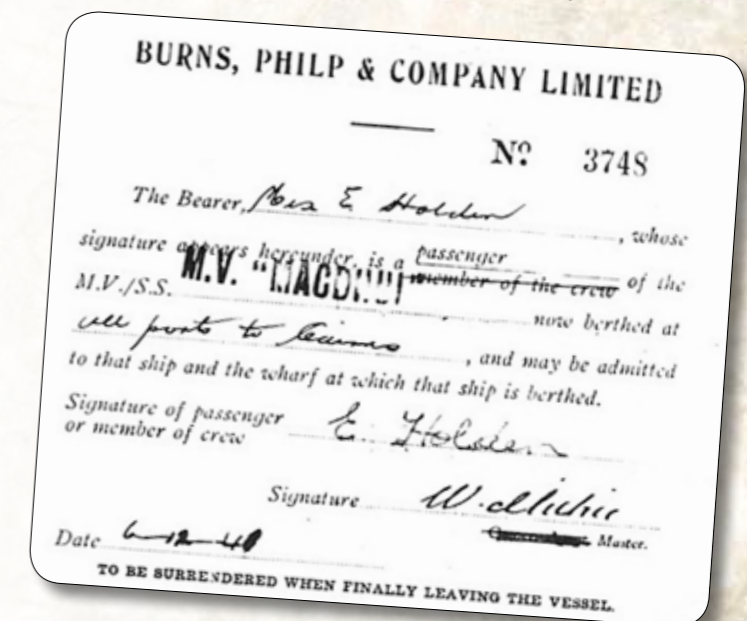 BURNS, PHILP & COMPANY LIMITED
Nº 3748
The Bearer, E Holden, whose
signature appears hereunder, is a passenger member of the crew of the
M.V./S.S. M.V. "MACDHUI" now berthed at
all ports to Cairns, and may be admitted
to that ship and the wharf at which that ship is berthed.
Signature of passenger
or member of crew E. Holden
Signature W. Michie
Master.
Date 6-12-40
TO BE SURRENDERED WHEN FINALLY LEAVING THE VESSEL.